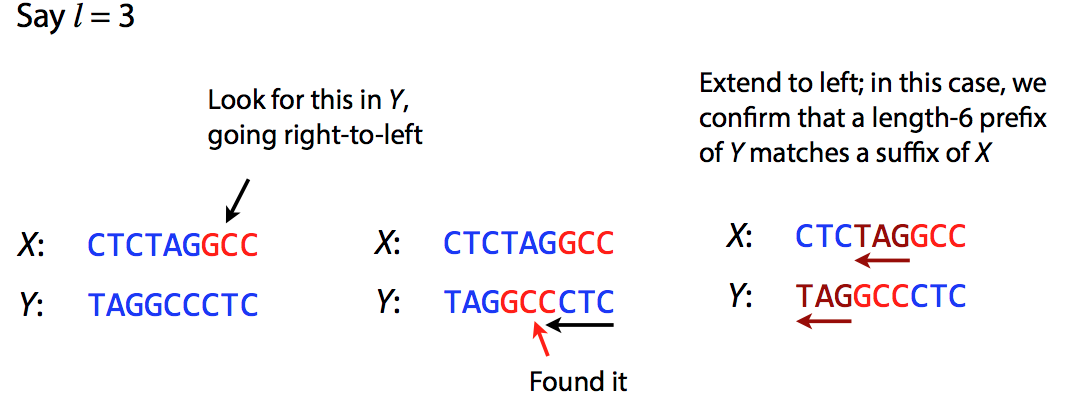 Say l = 3
Look for this in Y,
going right-to-left
X: CTCTAGGCC
Y: TAGGCCCTC
X: CTCTAGGCC
Y: TAGGCCCTC
Found it
Extend to left; in this case, we
confirm that a length-6 prefix
of Y matches a suffix of X
X: CTCTAGGCC
Y: TAGGCCCTC